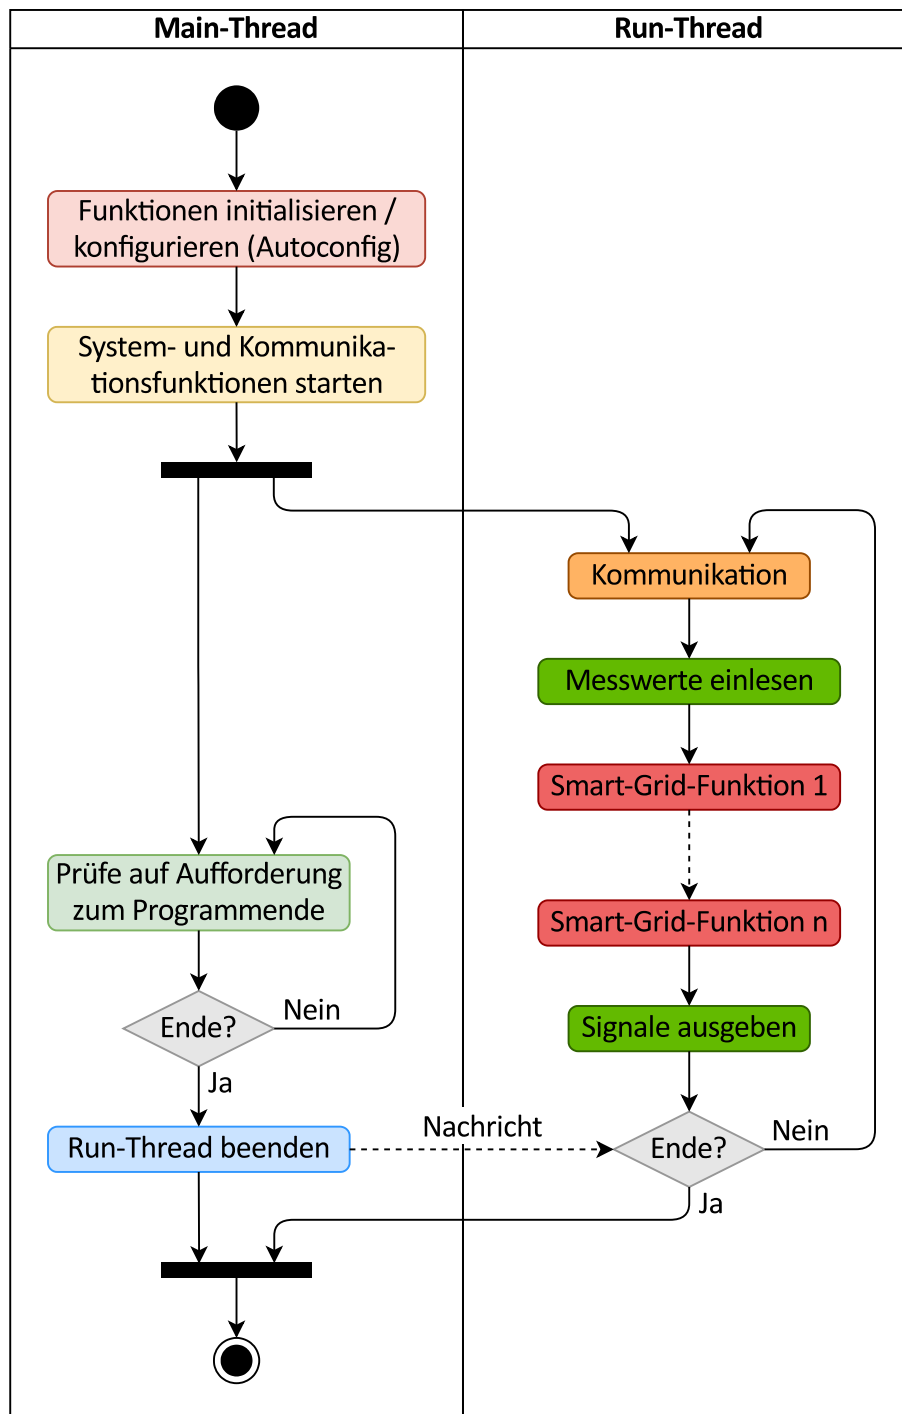 Main-Thread
Run-Thread
Funktionen initialisieren /
konfigurieren (Autoconfig)
System- und Kommunika-
tionsfunktionen starten
Kommunikation
Messwerte einlesen
Smart-Grid-Funktion 1
Prüfe auf Aufforderung
zum Programmende
Smart-Grid-Funktion n
Ende?
Nein
Signale ausgeben
Ja
Run-Thread beenden
Nachricht
Ende?
Nein
Ja